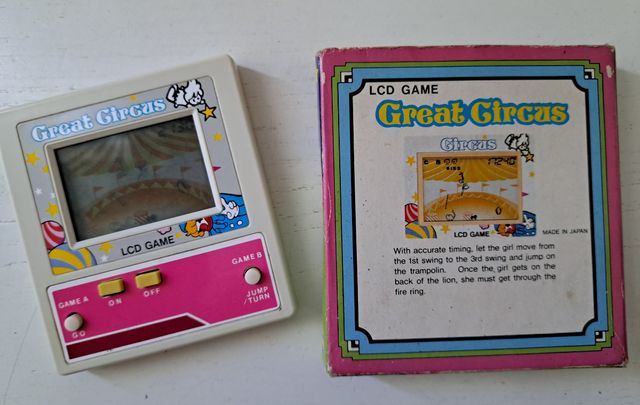 Great Circus
LCD GAME
GAME A
ON
OFF
GAME B
GO
JUMP
/TURN
LCD GAME
Great Circus
Circus
LCD GAME
MADE IN JAPAN
With accurate timing, let the girl move from
the 1st swing to the 3rd swing and jump on
the trampolin. Once the girl gets on the
back of the lion, she must get through the
fire ring.